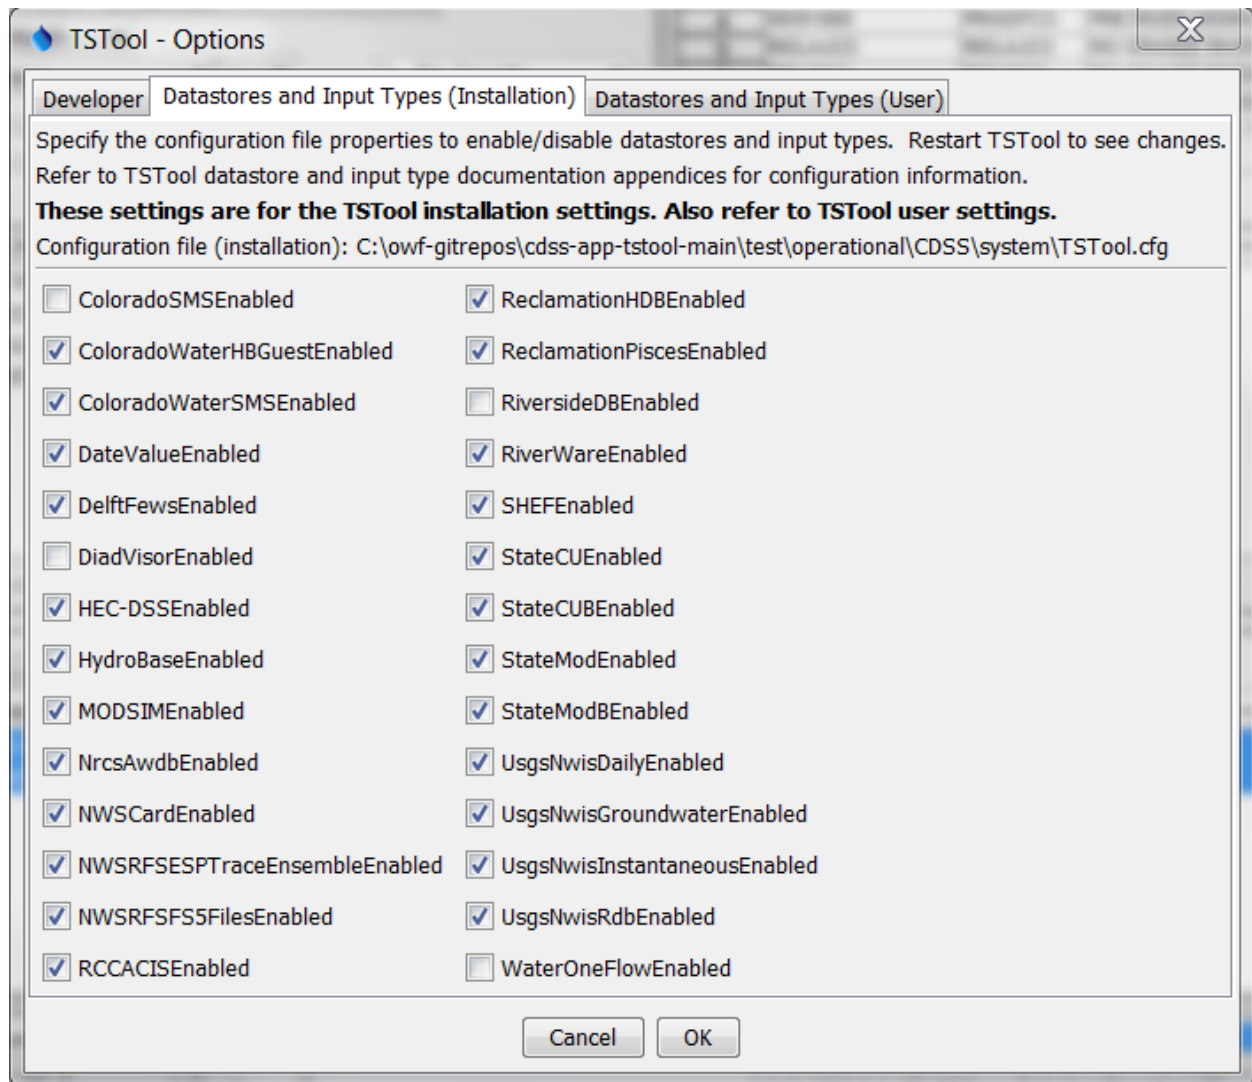 TSTool - Options
Developer
Datastores and Input Types (Installation)
Datastores and Input Types (User)
Specify the configuration file properties to enable/disable datastores and input types.  Restart TSTool to see changes.
Refer to TSTool datastore and input type documentation appendices for configuration information.
These settings are for the TSTool installation settings. Also refer to TSTool user settings.
Configuration file (installation): C:\owf-gitrepos\cdss-app-tstool-main\test\operational\CDSS\system\TSTool.cfg
ColoradoSMSEnabled
ColoradoWaterHBGuestEnabled
ColoradoWaterSMSEnabled
DateValueEnabled
DelftFewsEnabled
DiadVisorEnabled
HEC-DSSEnabled
HydroBaseEnabled
MODSIMEnabled
NrcsAwdbEnabled
NWSCardEnabled
NWSRFSESPTraceEnsembleEnabled
NWSRFSFS5FilesEnabled
RCCACISEnabled
ReclamationHDBEnabled
ReclamationPiscesEnabled
RiversideDBEnabled
RiverWareEnabled
SHEFEnabled
StateCUEnabled
StateCUBEnabled
StateModEnabled
StateModBEnabled
UsgsNwisDailyEnabled
UsgsNwisGroundwaterEnabled
UsgsNwisInstantaneousEnabled
UsgsNwisRdbEnabled
WaterOneFlowEnabled
Cancel
OK